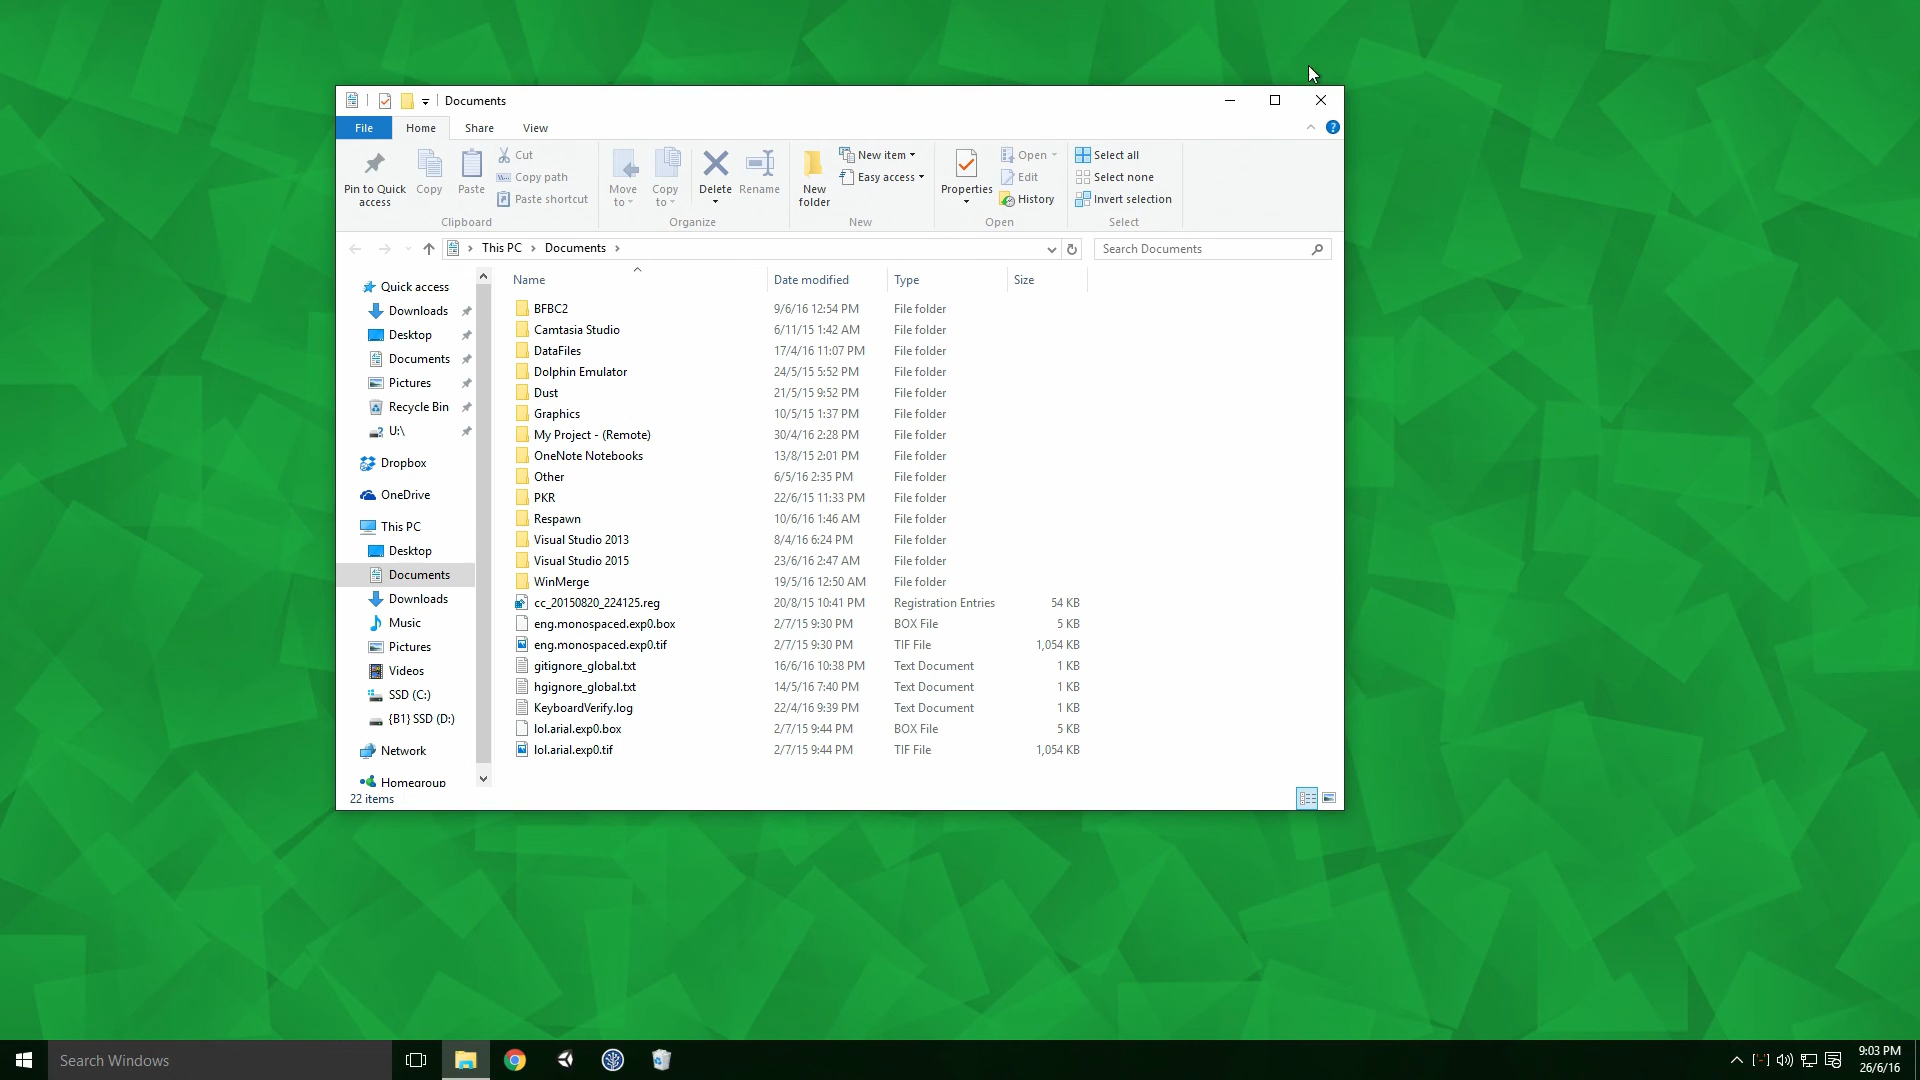 Documents
File Home Share View
Pin to Quick access
Copy
Paste
Cut
Copy path
Paste shortcut
Move to
Copy to
Delete
Rename
New folder
New item
Easy access
Properties
Open
Edit
History
Select all
Select none
Invert selection
Clipboard Organize New Open Select
This PC Documents
Search Documents
Quick access
Downloads
Desktop
Documents
Pictures
Recycle Bin
U:\
Dropbox
OneDrive
This PC
Desktop
Documents
Downloads
Music
Pictures
Videos
SSD (C:)
{B1} SSD (D:)
Network
Homegroup
Name Date modified Type Size
BFBC2 9/6/16 12:54 PM File folder
Camtasia Studio 6/11/15 1:42 AM File folder
DataFiles 17/4/16 11:07 PM File folder
Dolphin Emulator 24/5/15 5:52 PM File folder
Dust 21/5/15 9:52 PM File folder
Graphics 10/5/15 1:37 PM File folder
My Project - (Remote) 30/4/16 2:28 PM File folder
OneNote Notebooks 13/8/15 2:01 PM File folder
Other 6/5/16 2:35 PM File folder
PKR 22/6/15 11:33 PM File folder
Respawn 10/6/16 1:46 AM File folder
Visual Studio 2013 8/4/16 6:24 PM File folder
Visual Studio 2015 23/6/16 2:47 AM File folder
WinMerge 19/5/16 12:50 AM File folder
cc_20150820_224125.reg 20/8/15 10:41 PM Registration Entries 54 KB
eng.monospaced.exp0.box 2/7/15 9:30 PM BOX File 5 KB
eng.monospaced.exp0.tif 2/7/15 9:30 PM TIF File 1,054 KB
gitignore_global.txt 16/6/16 10:38 PM Text Document 1 KB
hgignore_global.txt 14/5/16 7:40 PM Text Document 1 KB
KeyboardVerify.log 22/4/16 9:39 PM Text Document 1 KB
lol.arial.exp0.box 2/7/15 9:44 PM BOX File 5 KB
lol.arial.exp0.tif 2/7/15 9:44 PM TIF File 1,054 KB
22 items
Search Windows
9:03 PM
26/6/16